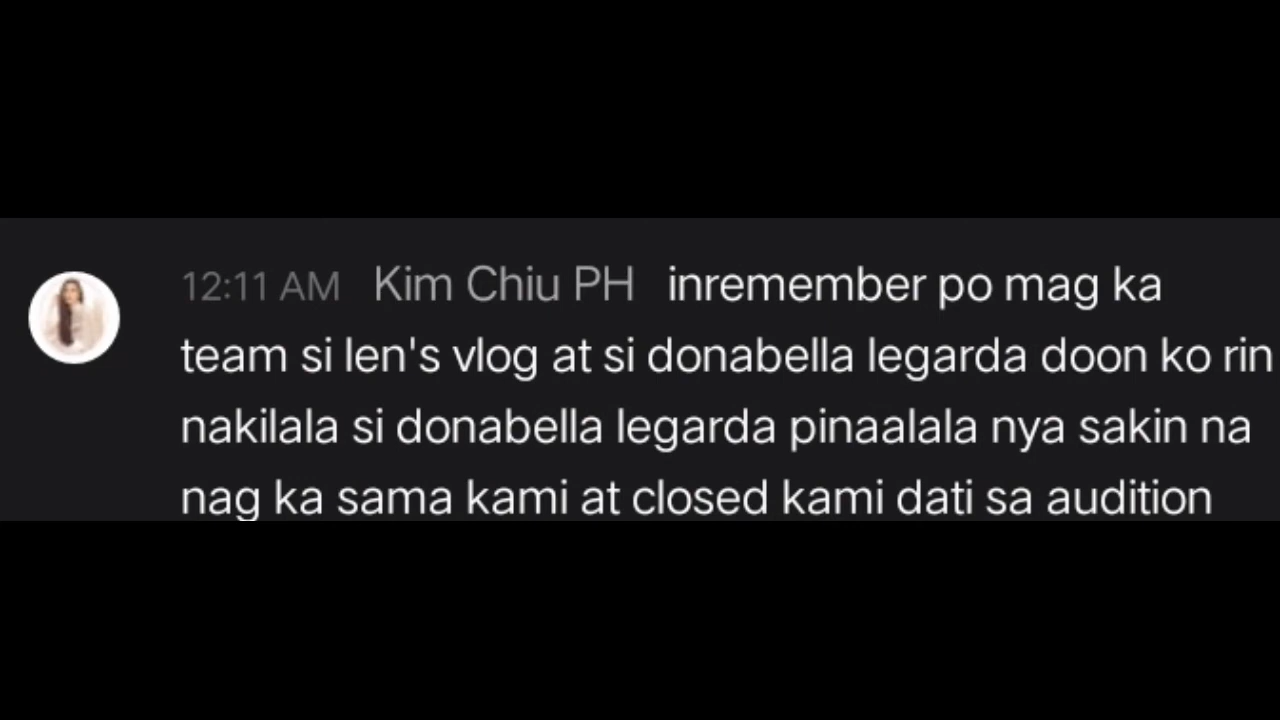 12:11 AM Kim Chiu PH inremember po mag ka
team si len's vlog at si donabella legarda doon ko rin
nakilala si donabella legarda pinaalala nya sakin na
nag ka sama kami at closed kami dati sa audition